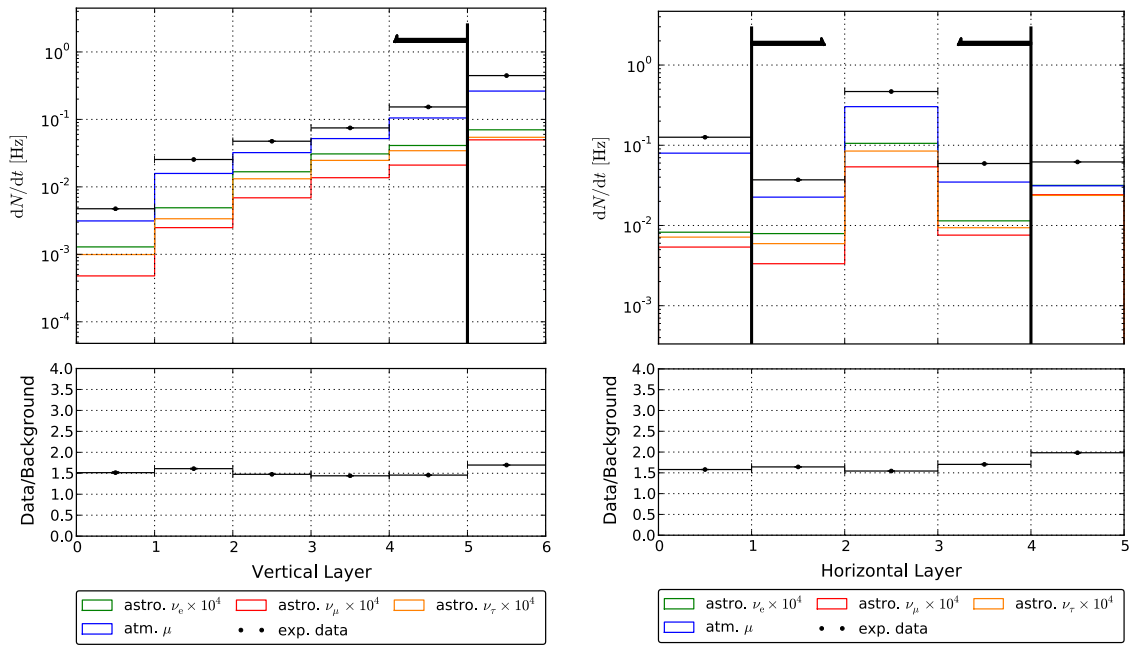 dN/dt [Hz]
10⁰
10⁻¹
10⁻²
10⁻³
10⁻⁴
Data/Background
4.0
3.5
3.0
2.5
2.0
1.5
1.0
0.5
0.0
0 1 2 3 4 5 6
Vertical Layer
astro. νₑ × 10⁴ astro. ν_μ × 10⁴ astro. ν_τ × 10⁴
atm. μ exp. data
dN/dt [Hz]
10⁰
10⁻¹
10⁻²
10⁻³
Data/Background
4.0
3.5
3.0
2.5
2.0
1.5
1.0
0.5
0.0
0 1 2 3 4 5
Horizontal Layer
astro. νₑ × 10⁴ astro. ν_μ × 10⁴ astro. ν_τ × 10⁴
atm. μ exp. data